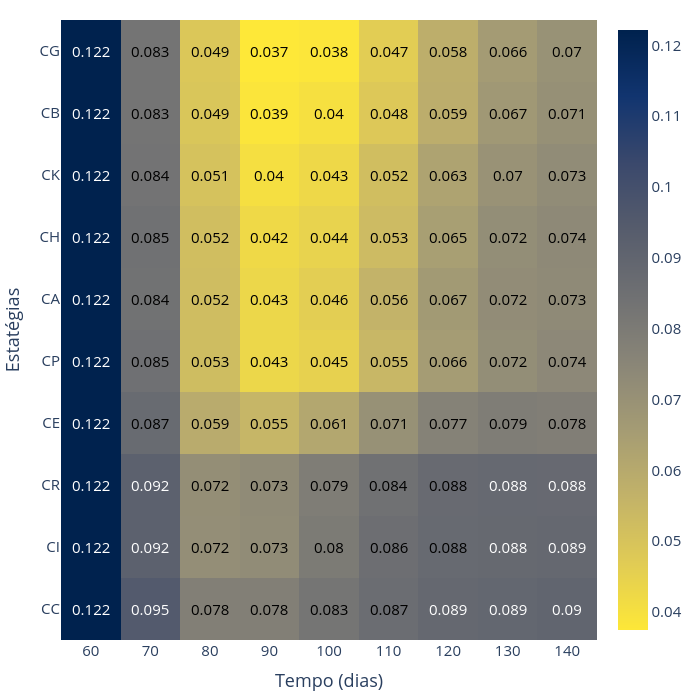 CG 0.122 0.083 0.049 0.037 0.038 0.047 0.058 0.066 0.07
CB 0.122 0.083 0.049 0.039 0.04 0.048 0.059 0.067 0.071
CK 0.122 0.084 0.051 0.04 0.043 0.052 0.063 0.07 0.073
CH 0.122 0.085 0.052 0.042 0.044 0.053 0.065 0.072 0.074
CA 0.122 0.084 0.052 0.043 0.046 0.056 0.067 0.072 0.073
CP 0.122 0.085 0.053 0.043 0.045 0.055 0.066 0.072 0.074
CE 0.122 0.087 0.059 0.055 0.061 0.071 0.077 0.079 0.078
CR 0.122 0.092 0.072 0.073 0.079 0.084 0.088 0.088 0.088
CI 0.122 0.092 0.072 0.073 0.08 0.086 0.088 0.088 0.089
CC 0.122 0.095 0.078 0.078 0.083 0.087 0.089 0.089 0.09
60 70 80 90 100 110 120 130 140
Tempo (dias)
Estatégias
0.12
0.11
0.1
0.09
0.08
0.07
0.06
0.05
0.04